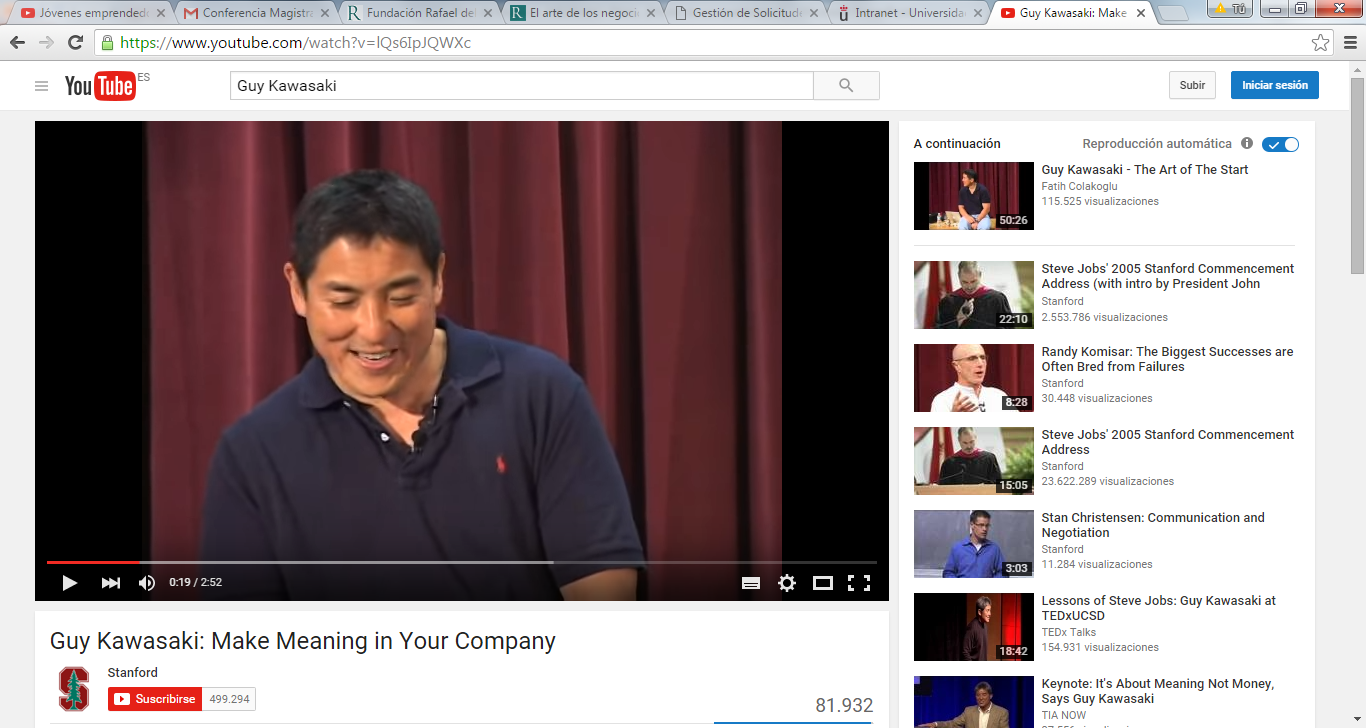 Jóvenes emprended
Conferencia Magistra
Fundación Rafael de
El arte de los negoci
Gestión de Solicitud
Intranet - Universida
Guy Kawasaki: Make
Tú
https://www.youtube.com/watch?v=lQs6IpJQWXc
YouTube ES
Guy Kawasaki
Subir
Iniciar sesión
0:19 / 2:52
Guy Kawasaki: Make Meaning in Your Company
Stanford
Suscribirse 499.294
81.932
A continuación
Reproducción automática
Guy Kawasaki - The Art of The Start
Fatih Colakoglu
115.525 visualizaciones
50:26
Steve Jobs' 2005 Stanford Commencement
Address (with intro by President John
Stanford
2.553.786 visualizaciones
22:10
Randy Komisar: The Biggest Successes are
Often Bred from Failures
Stanford
30.448 visualizaciones
8:28
Steve Jobs' 2005 Stanford Commencement
Address
Stanford
23.622.289 visualizaciones
15:05
Stan Christensen: Communication and
Negotiation
Stanford
11.284 visualizaciones
3:03
Lessons of Steve Jobs: Guy Kawasaki at
TEDxUCSD
TEDx Talks
154.931 visualizaciones
18:42
Keynote: It's About Meaning Not Money,
Says Guy Kawasaki
TIA NOW